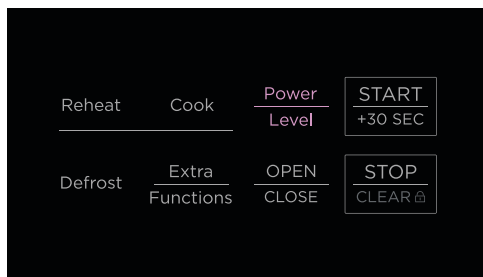 Reheat Cook Power Level START +30 SEC
Defrost Extra Functions OPEN CLOSE STOP CLEAR